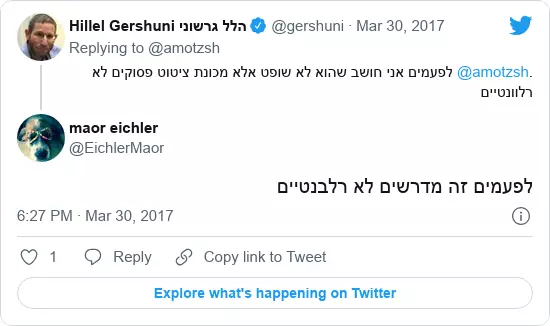 Hillel Gershuni הלל גרשוני @gershuni · Mar 30, 2017
Replying to @amotzsh
.@amotzsh לפעמים אני חושב שהוא לא שופט אלא מכונת ציטוט פסוקים לא
רלוונטיים
maor eichler
@EichlerMaor
לפעמים זה מדרשים לא רלבנטיים
6:27 PM · Mar 30, 2017
1 Reply Copy link to Tweet
Explore what's happening on Twitter